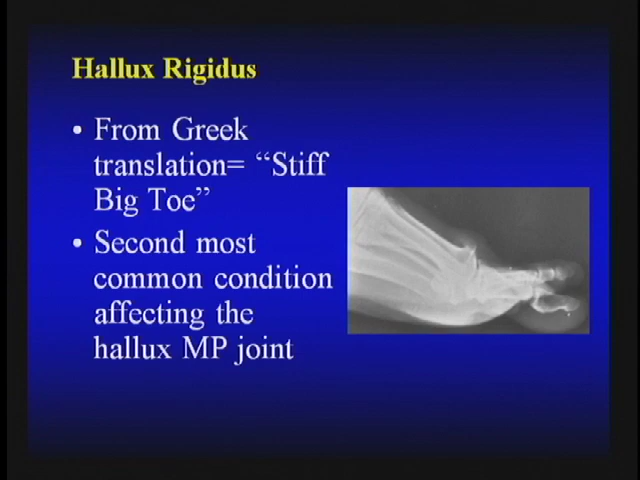 Hallux Rigidus
• From Greek
translation= “Stiff
Big Toe”
• Second most
common condition
affecting the
hallux MP joint